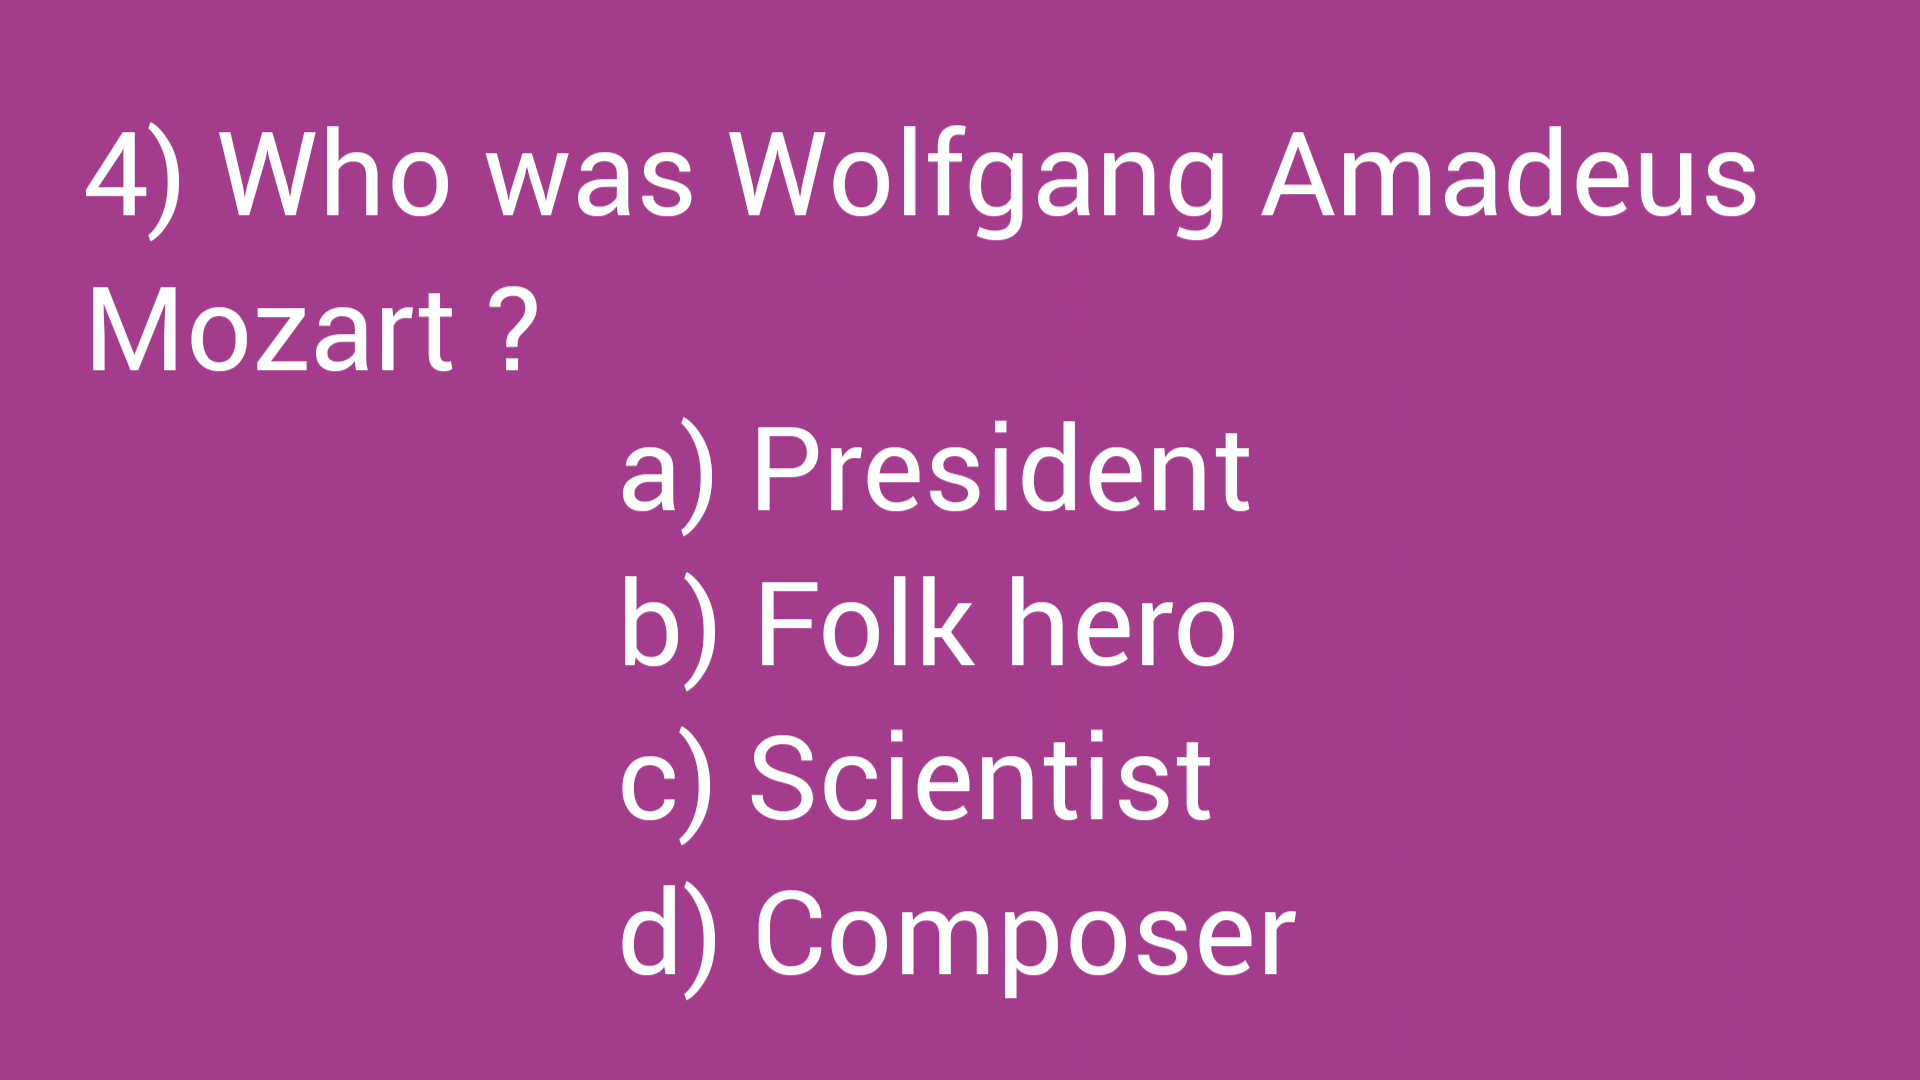 4) Who was Wolfgang Amadeus
Mozart ?
a) President
b) Folk hero
c) Scientist
d) Composer